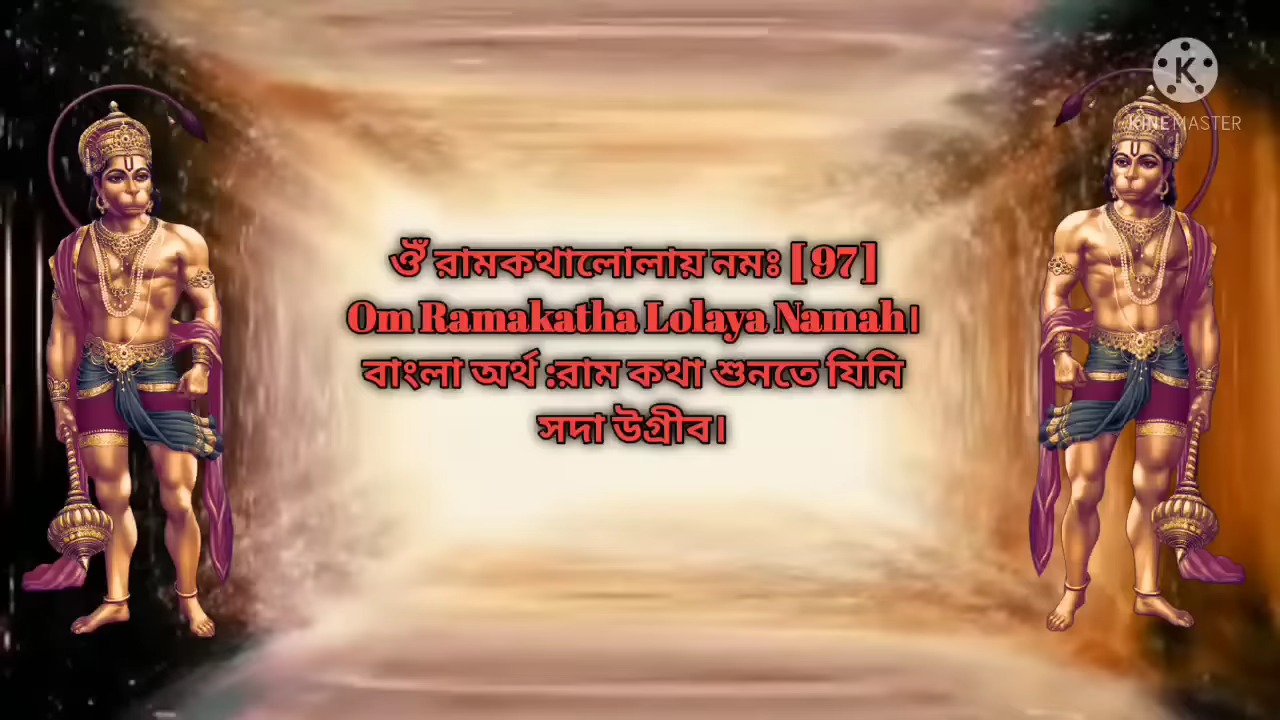 ওঁ রামকথালোলায় নমঃ [97]
Om Ramakatha Lolaya Namah।
বাংলা অর্থ :রাম কথা শুনতে যিনি
সদা উগ্রীব।
K
KINEMASTER